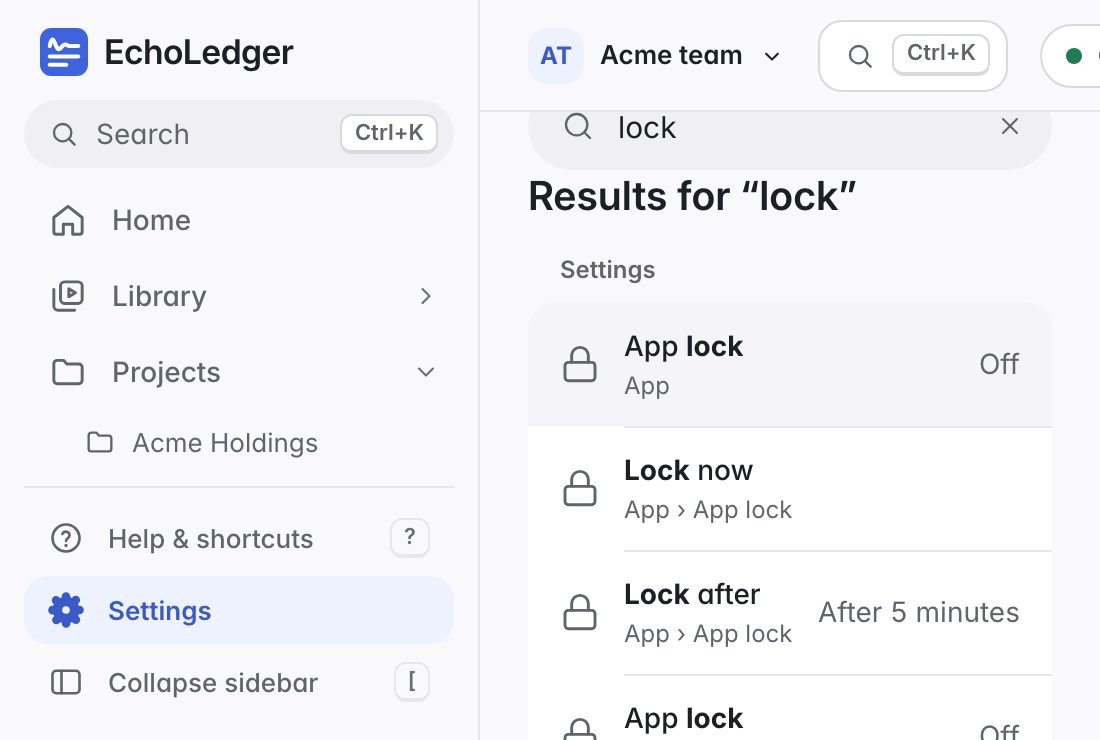 EchoLedger
Search
Ctrl+K
Home
Library
Projects
Acme Holdings
Help & shortcuts
?
Settings
Collapse sidebar
[
AT
Acme team
Ctrl+K
lock
Results for “lock”
Settings
App lock
App
Off
Lock now
App › App lock
Lock after
App › App lock
After 5 minutes
App lock
Off